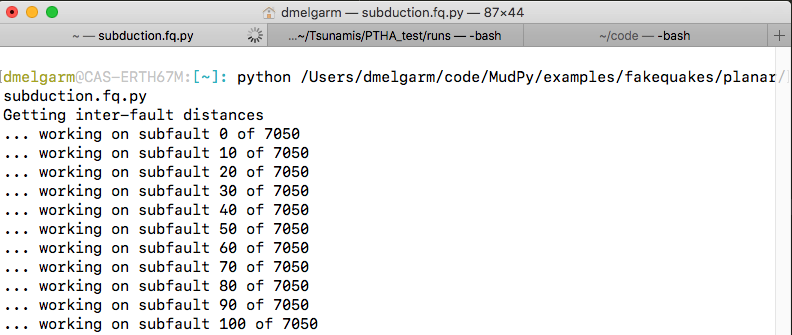 dmelgarm — subduction.fq.py — 87×44
~ — subduction.fq.py
...~/Tsunamis/PTHA_test/runs — -bash
~/code — -bash
+
[dmelgarm@CAS-ERTH67M:[~]: python /Users/dmelgarm/code/MudPy/examples/fakequakes/planar/
subduction.fq.py
Getting inter-fault distances
... working on subfault 0 of 7050
... working on subfault 10 of 7050
... working on subfault 20 of 7050
... working on subfault 30 of 7050
... working on subfault 40 of 7050
... working on subfault 50 of 7050
... working on subfault 60 of 7050
... working on subfault 70 of 7050
... working on subfault 80 of 7050
... working on subfault 90 of 7050
... working on subfault 100 of 7050